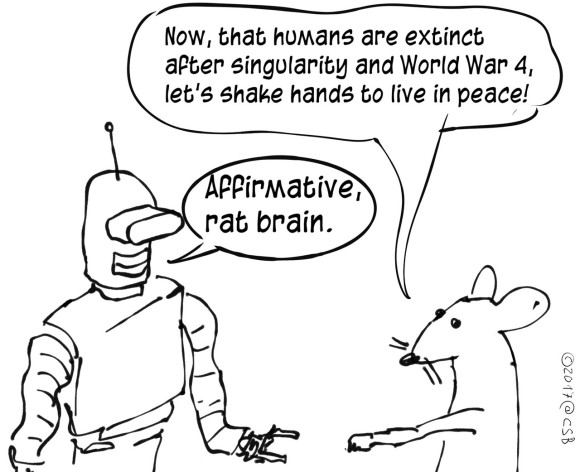 Now, that humans are extinct
after singularity and World War 4,
let's shake hands to live in peace!
Affirmative,
rat brain.
©2017@CSB